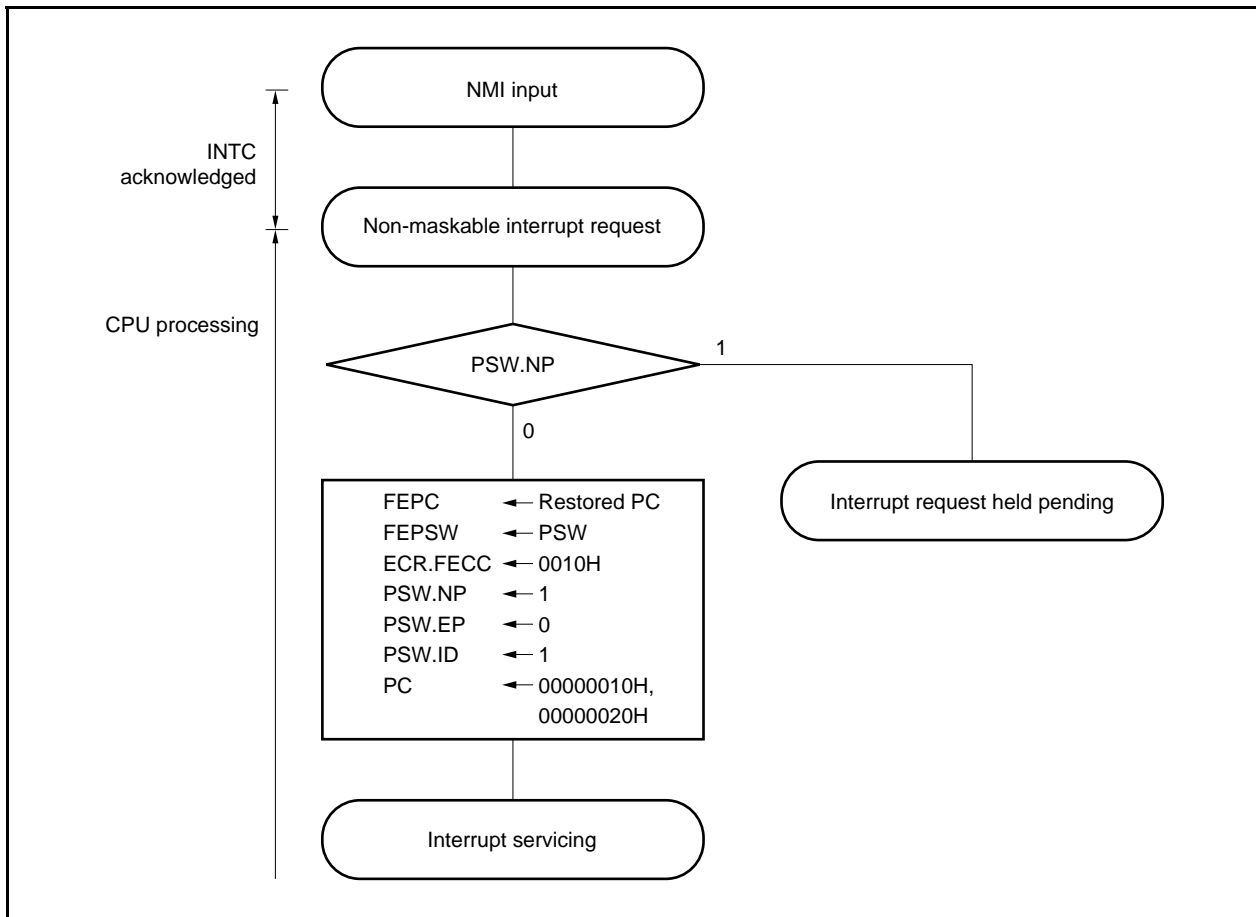 NMI input
INTC
acknowledged
Non-maskable interrupt request
CPU processing
PSW.NP
1
0
FEPC ← Restored PC
FEPSW ← PSW
ECR.FECC ← 0010H
PSW.NP ← 1
PSW.EP ← 0
PSW.ID ← 1
PC ← 00000010H,
00000020H
Interrupt request held pending
Interrupt servicing